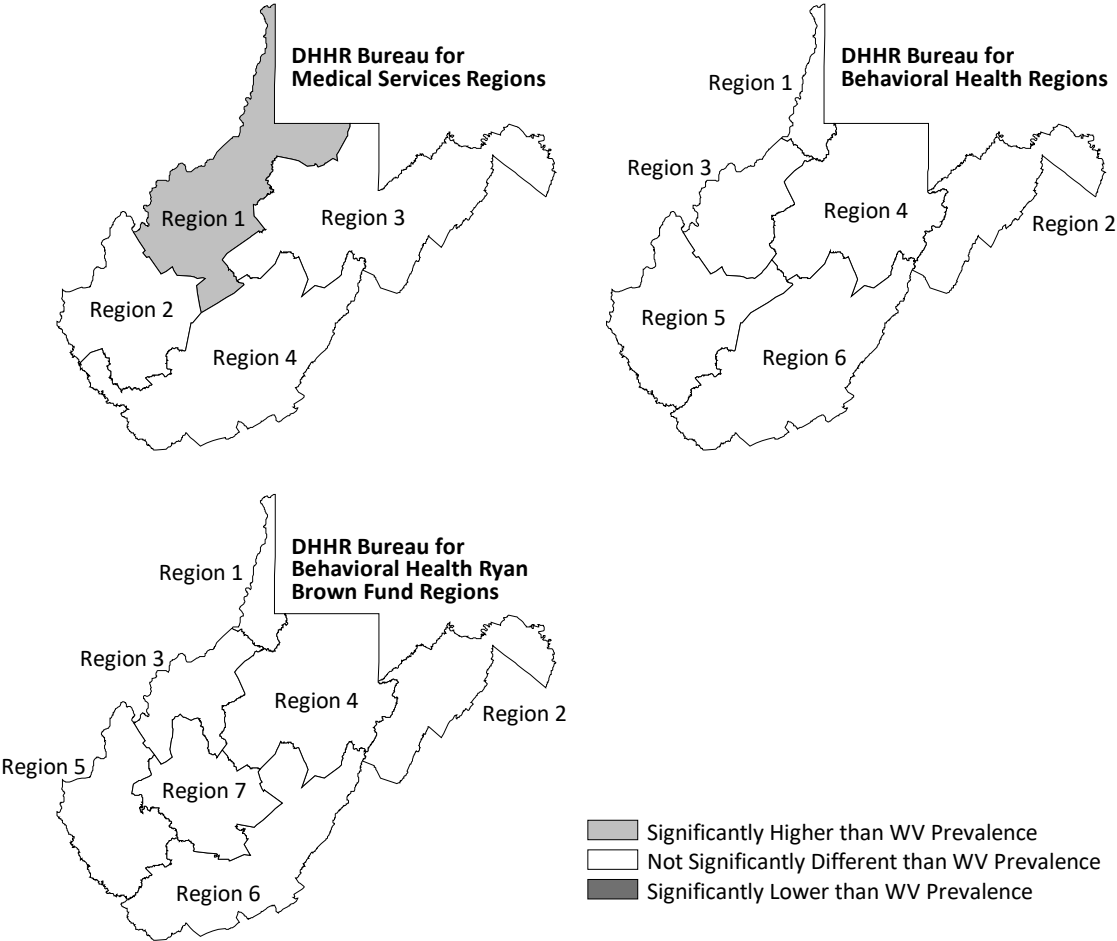 DHHR Bureau for
Medical Services Regions
Region 1
Region 3
Region 2
Region 4
DHHR Bureau for
Behavioral Health Regions
Region 1
Region 3
Region 4
Region 2
Region 5
Region 6
DHHR Bureau for
Behavioral Health Ryan
Brown Fund Regions
Region 1
Region 3
Region 4
Region 2
Region 5
Region 7
Region 6
Significantly Higher than WV Prevalence
Not Significantly Different than WV Prevalence
Significantly Lower than WV Prevalence